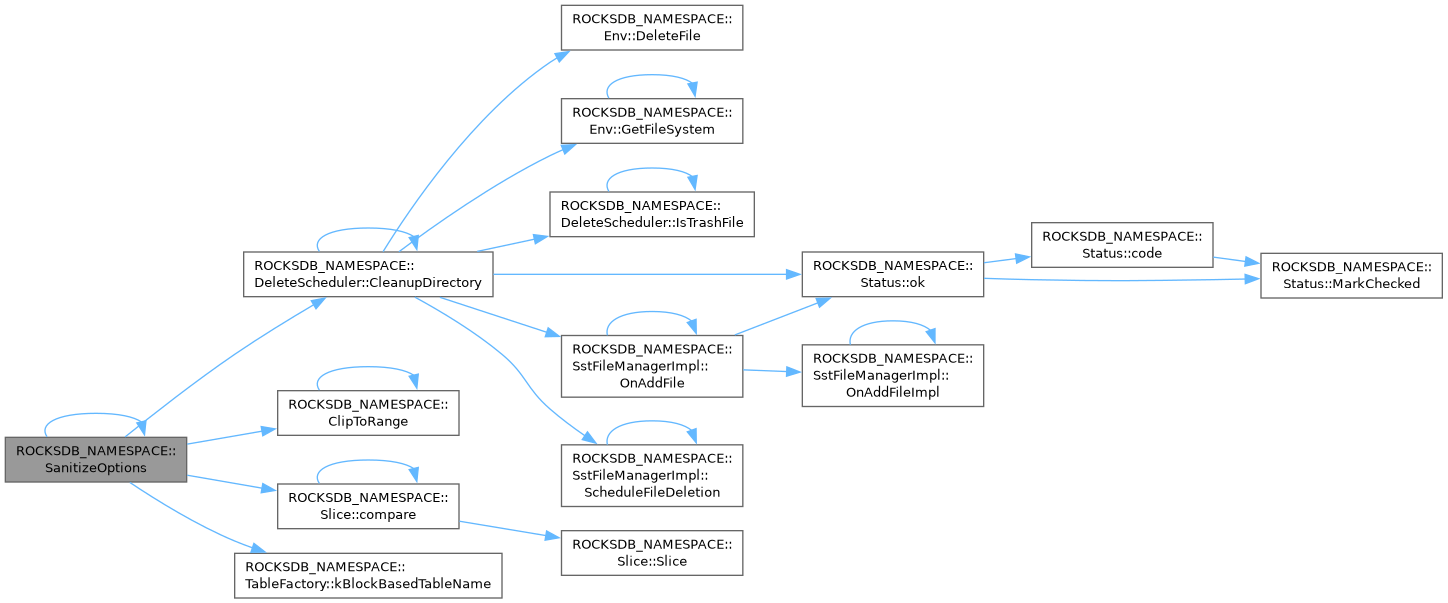 ROCKSDB_NAMESPACE::
SanitizeOptions
ROCKSDB_NAMESPACE::
DeleteScheduler::CleanupDirectory
ROCKSDB_NAMESPACE::
ClipToRange
ROCKSDB_NAMESPACE::
Slice::compare
ROCKSDB_NAMESPACE::
TableFactory::kBlockBasedTableName
ROCKSDB_NAMESPACE::
Env::DeleteFile
ROCKSDB_NAMESPACE::
Env::GetFileSystem
ROCKSDB_NAMESPACE::
DeleteScheduler::IsTrashFile
ROCKSDB_NAMESPACE::
SstFileManagerImpl::
OnAddFile
ROCKSDB_NAMESPACE::
SstFileManagerImpl::
ScheduleFileDeletion
ROCKSDB_NAMESPACE::
Slice::Slice
ROCKSDB_NAMESPACE::
Status::ok
ROCKSDB_NAMESPACE::
SstFileManagerImpl::
OnAddFileImpl
ROCKSDB_NAMESPACE::
Status::code
ROCKSDB_NAMESPACE::
Status::MarkChecked